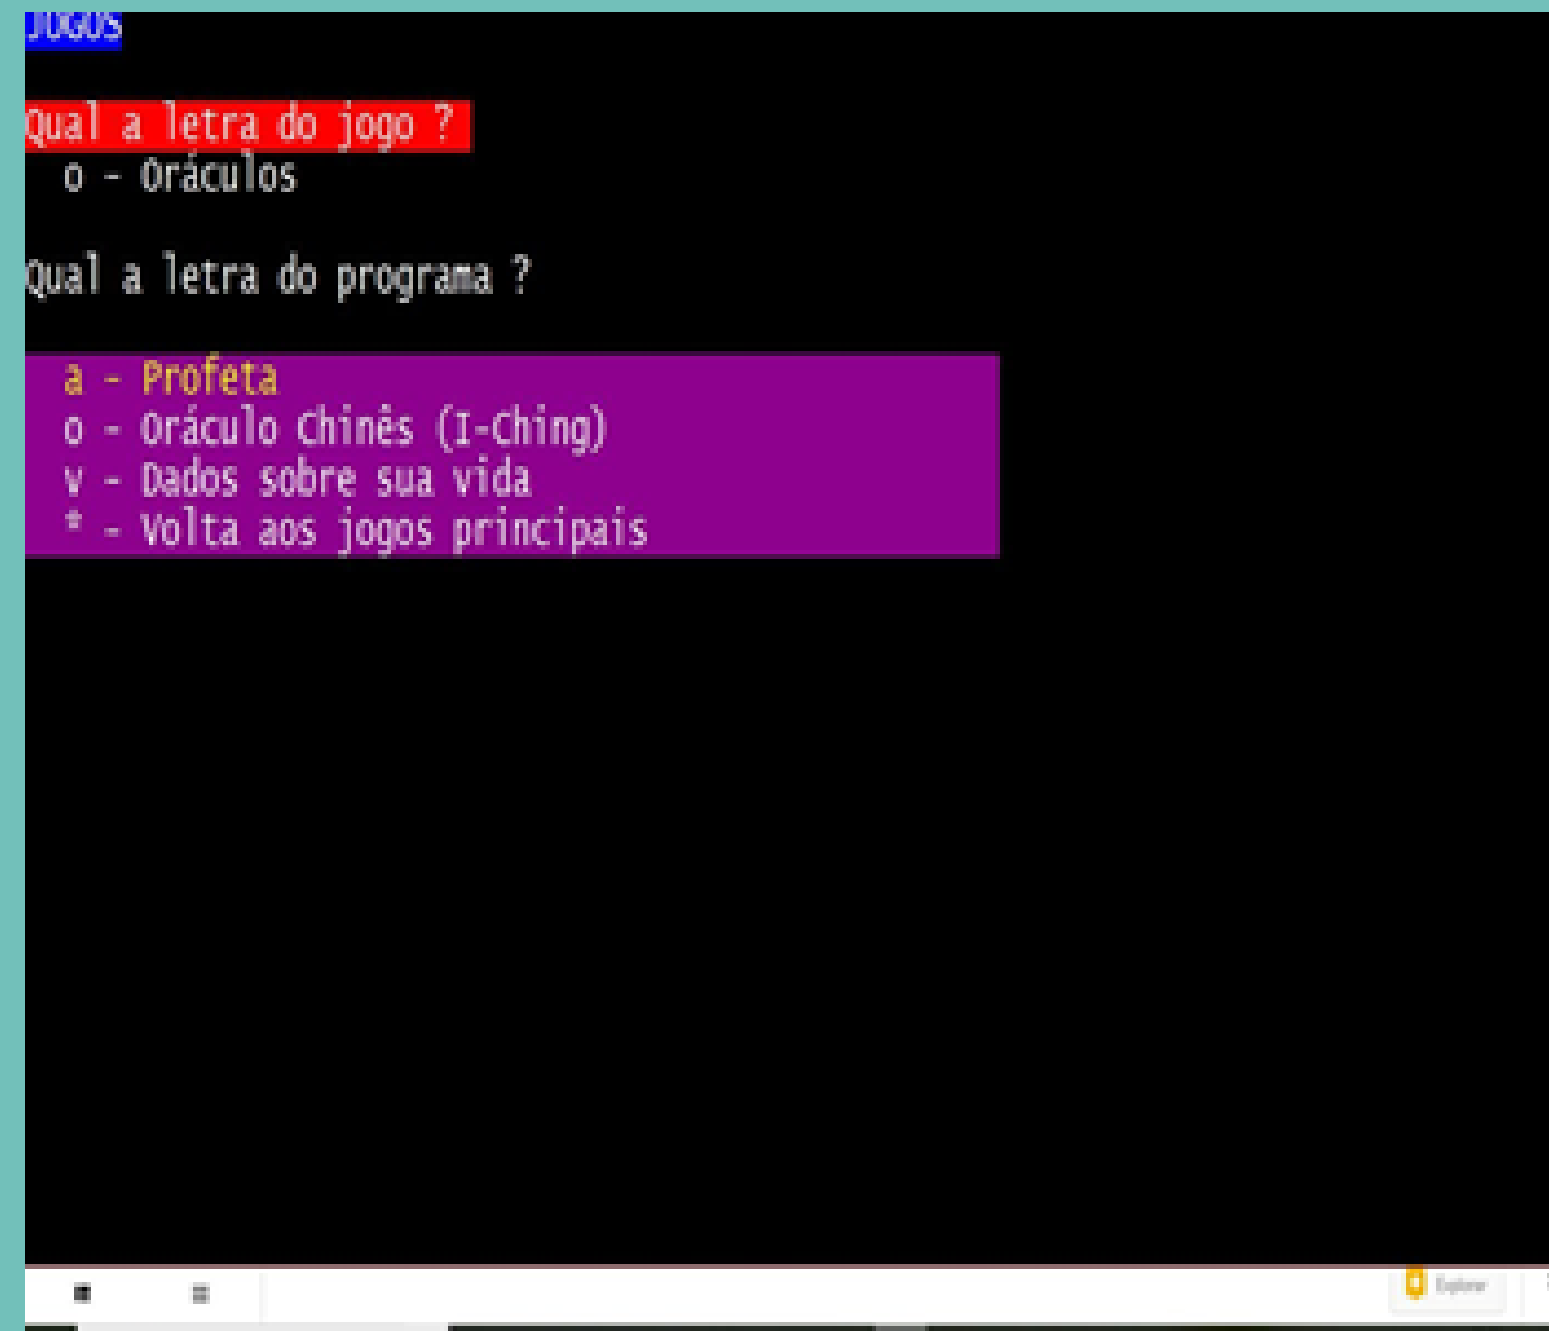 JOGOS
Qual a letra do jogo ?
o - Oráculos
Qual a letra do programa ?
a - Profeta
o - Oráculo Chinês (I-Ching)
v - Dados sobre sua vida
* - Volta aos jogos principais
Explorar